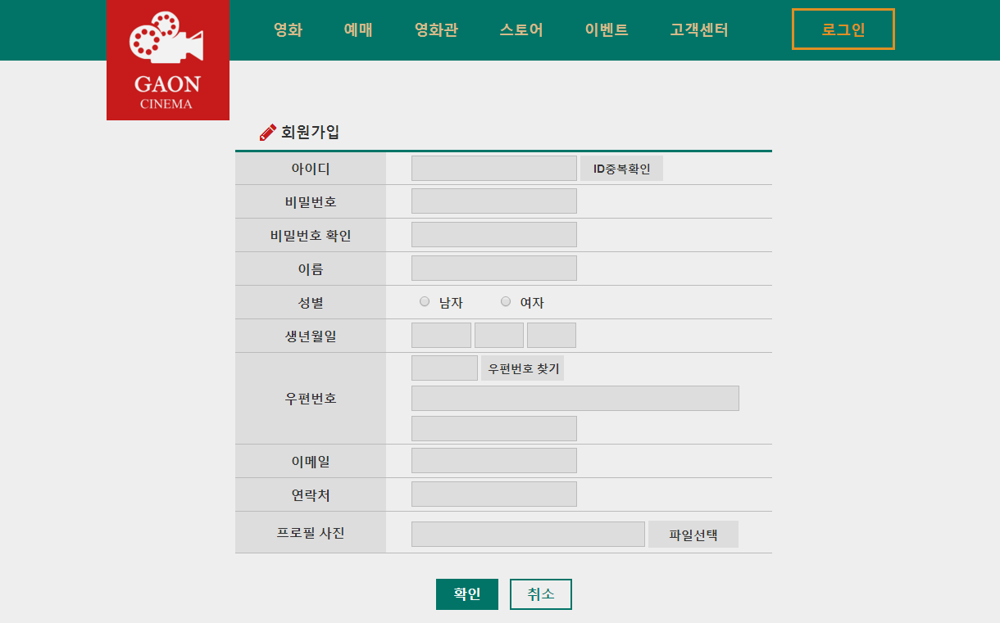 영화 예매 영화관 스토어 이벤트 고객센터 로그인
GAON
CINEMA
회원가입
아이디 ID중복확인
비밀번호
비밀번호 확인
이름
성별 남자 여자
생년월일
우편번호 우편번호 찾기
이메일
연락처
프로필 사진 파일선택
확인 취소